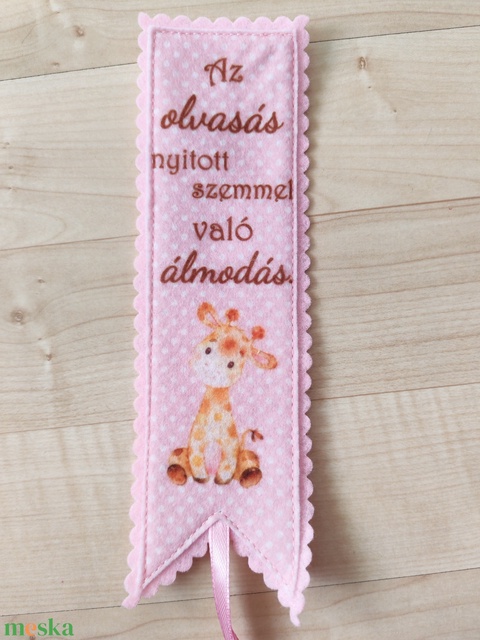 Az
olvasás
nyitott
szemmel
való
álmodás.
meska